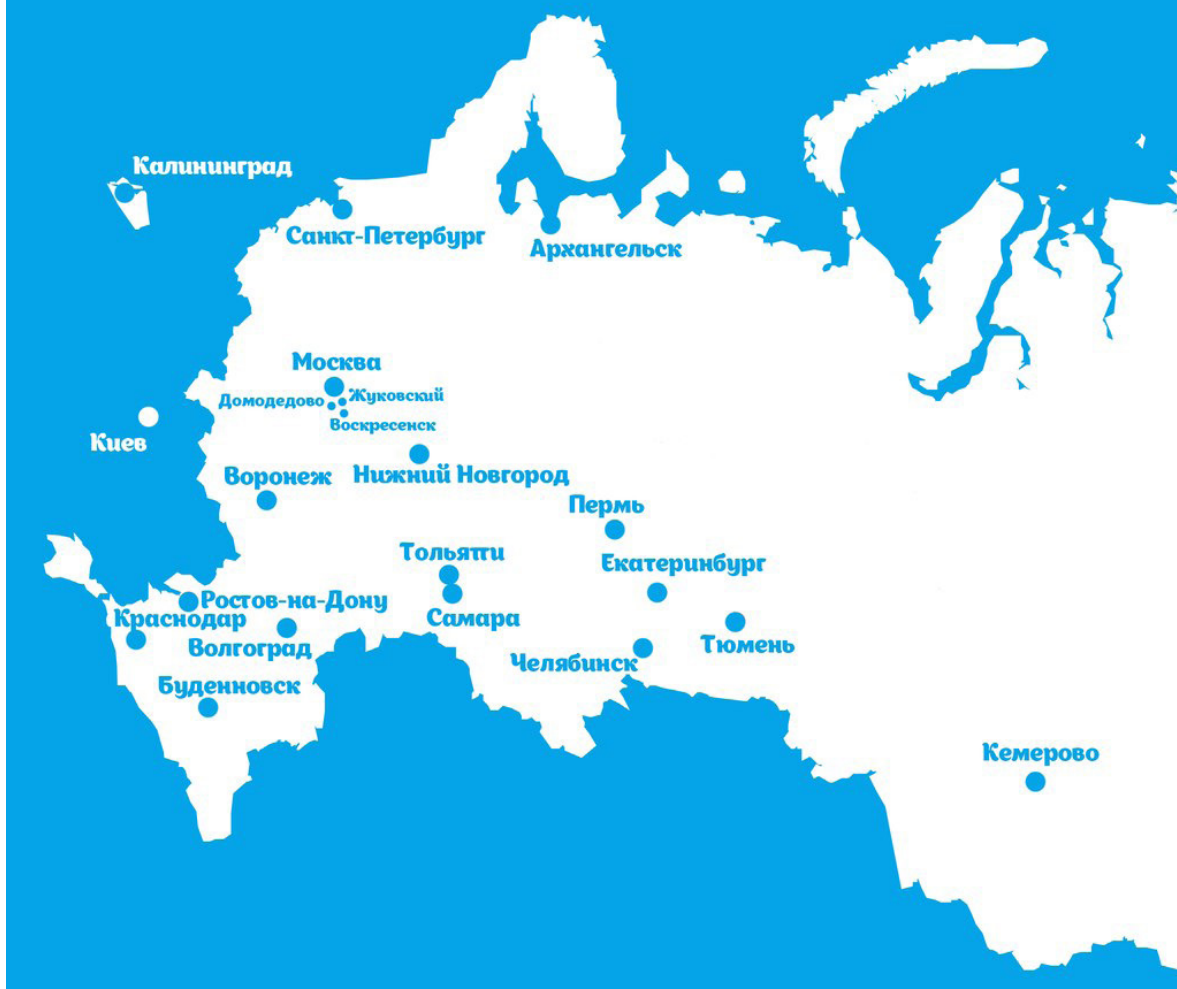 Калининград
Санкт-Петербург
Архангельск
Москва
Домодедово
Жуковский
Воскресенск
Киев
Воронеж
Нижний Новгород
Пермь
Тольятти
Екатеринбург
Ростов-на-Дону
Краснодар
Самара
Волгоград
Тюмень
Челябинск
Буденновск
Кемерово